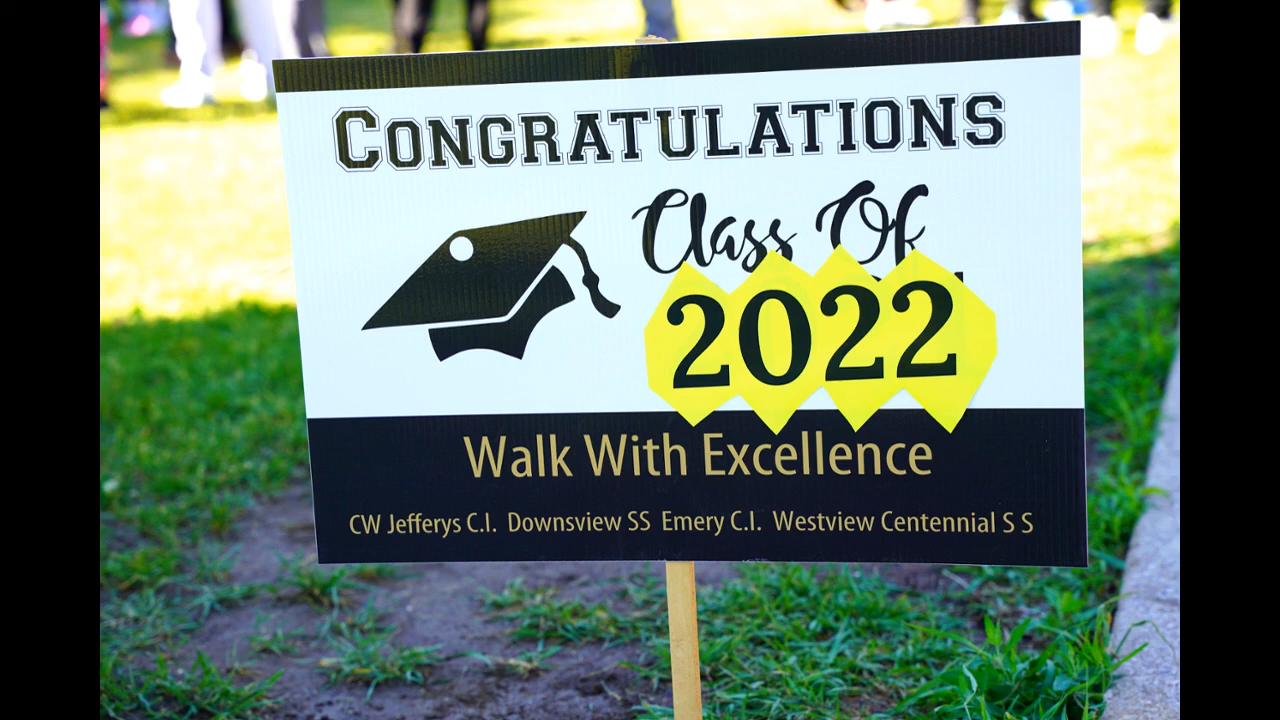 CONGRATULATIONS
Class Of
2022
Walk With Excellence
CW Jefferys C.I. Downsview SS Emery C.I. Westview Centennial S S